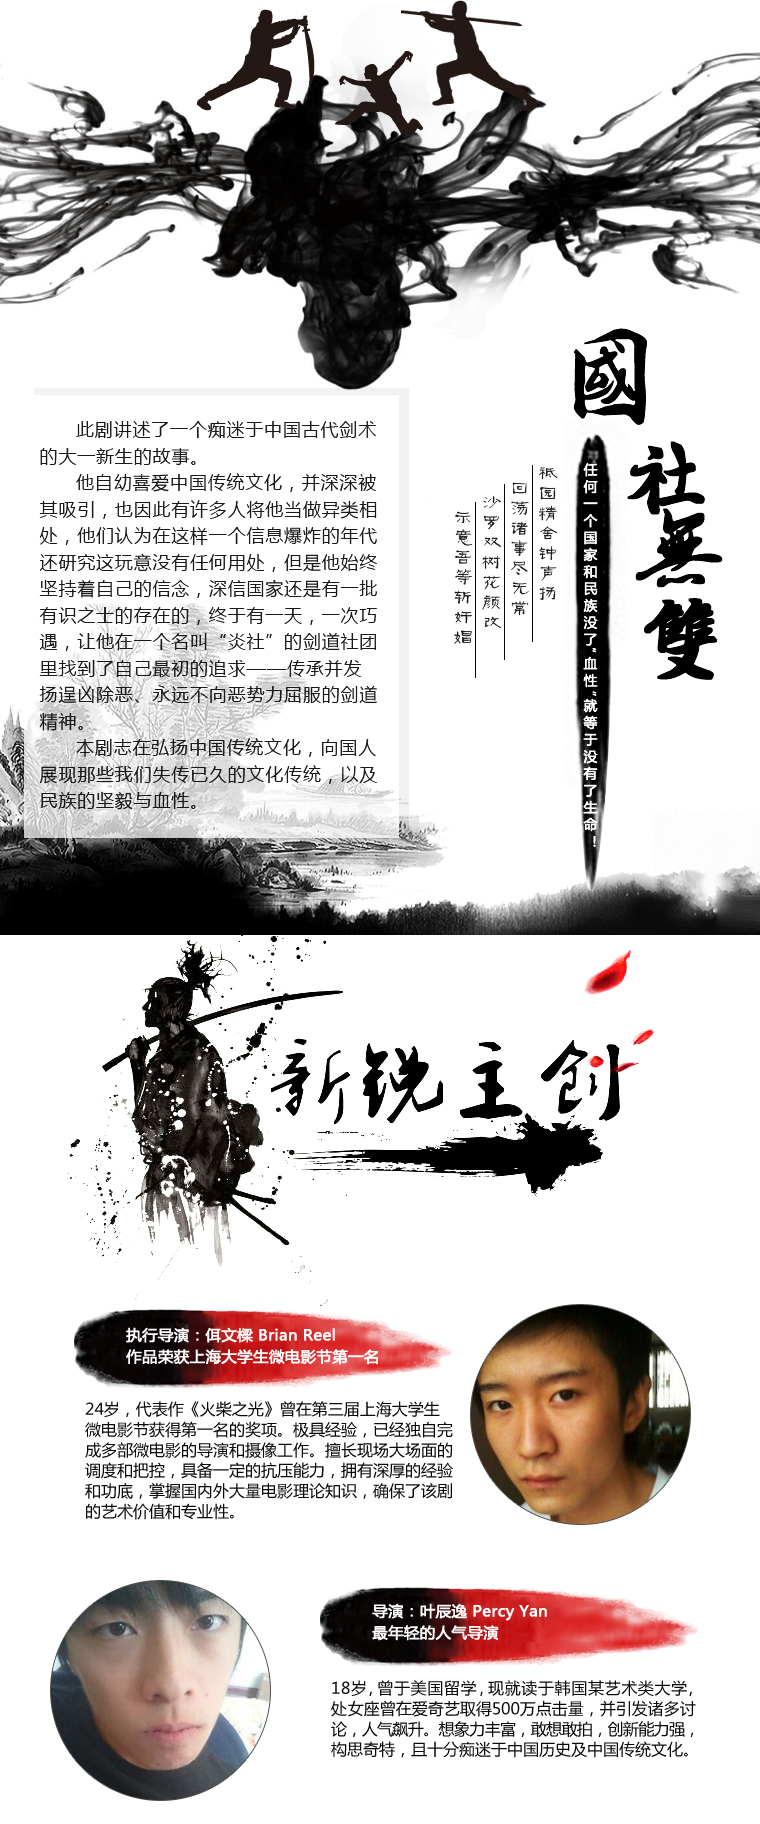 國
社無雙
任何一个国家和民族没了“血性”就等于没有了生命！
祗园精舍钟声扬
回荡诸事尽无常
沙罗双树花颜改
示意吾等斩奸媚
此剧讲述了一个痴迷于中国古代剑术
的大一新生的故事。
他自幼喜爱中国传统文化，并深深被
其吸引，也因此有许多人将他当做异类相
处，他们认为在这样一个信息爆炸的年代
还研究这玩意没有任何用处，但是他始终
坚持着自己的信念，深信国家还是有一批
有识之士的存在的，终于有一天，一次巧
遇，让他在一个名叫“炎社”的剑道社团
里找到了自己最初的追求——传承并发
扬逞凶除恶、永远不向恶势力屈服的剑道
精神。
本剧志在弘扬中国传统文化，向国人
展现那些我们失传已久的文化传统，以及
民族的坚毅与血性。
新锐主创
执行导演：佴文樑 Brian Reel
作品荣获上海大学生微电影节第一名
24岁，代表作《火柴之光》曾在第三届上海大学生
微电影节获得第一名的奖项。极具经验，已经独自完
成多部微电影的导演和摄像工作。擅长现场大场面的
调度和把控，具备一定的抗压能力，拥有深厚的经验
和功底，掌握国内外大量电影理论知识，确保了该剧
的艺术价值和专业性。
导演：叶辰逸 Percy Yan
最年轻的人气导演
18岁，曾于美国留学，现就读于韩国某艺术类大学，
处女座曾在爱奇艺取得500万点击量，并引发诸多讨
论，人气飙升。想象力丰富，敢想敢拍，创新能力强，
构思奇特，且十分痴迷于中国历史及中国传统文化。